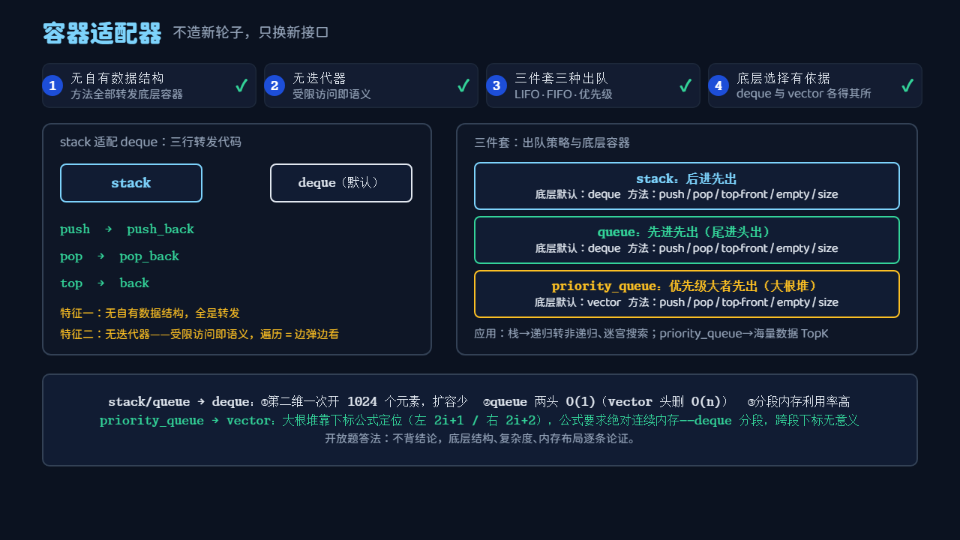 容器适配器 不造新轮子，只换新接口
1 无自有数据结构 ✓
方法全部转发底层容器
2 无迭代器 ✓
受限访问即语义
3 三件套三种出队 ✓
LIFO·FIFO·优先级
4 底层选择有依据 ✓
deque 与 vector 各得其所
stack 适配 deque：三行转发代码
stack
deque（默认）
push → push_back
pop → pop_back
top → back
特征一：无自有数据结构，全是转发
特征二：无迭代器——受限访问即语义，遍历 = 边弹边看
三件套：出队策略与底层容器
stack：后进先出
底层默认：deque 方法：push / pop / top·front / empty / size
queue：先进先出（尾进头出）
底层默认：deque 方法：push / pop / top·front / empty / size
priority_queue：优先级大者先出（大根堆）
底层默认：vector 方法：push / pop / top·front / empty / size
应用：栈→递归转非递归、迷宫搜索；priority_queue→海量数据 TopK
stack/queue → deque：①第二维一次开 1024 个元素，扩容少 ②queue 两头 O(1)（vector 头删 O(n)） ③分段内存利用率高
priority_queue → vector：大根堆靠下标公式定位（左 2i+1 / 右 2i+2），公式要求绝对连续内存——deque 分段，跨段下标无意义
开放题答法：不背结论，底层结构、复杂度、内存布局逐条论证。